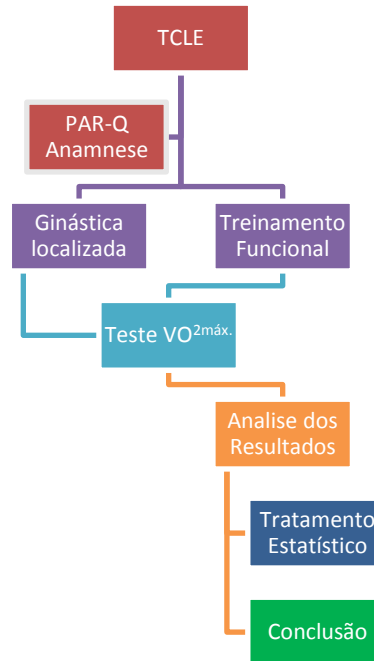 TCLE
PAR-Q
Anamnese
Ginástica
localizada
Treinamento
Funcional
Teste VO²ᵐáˣ·
Analise dos
Resultados
Tratamento
Estatístico
Conclusão